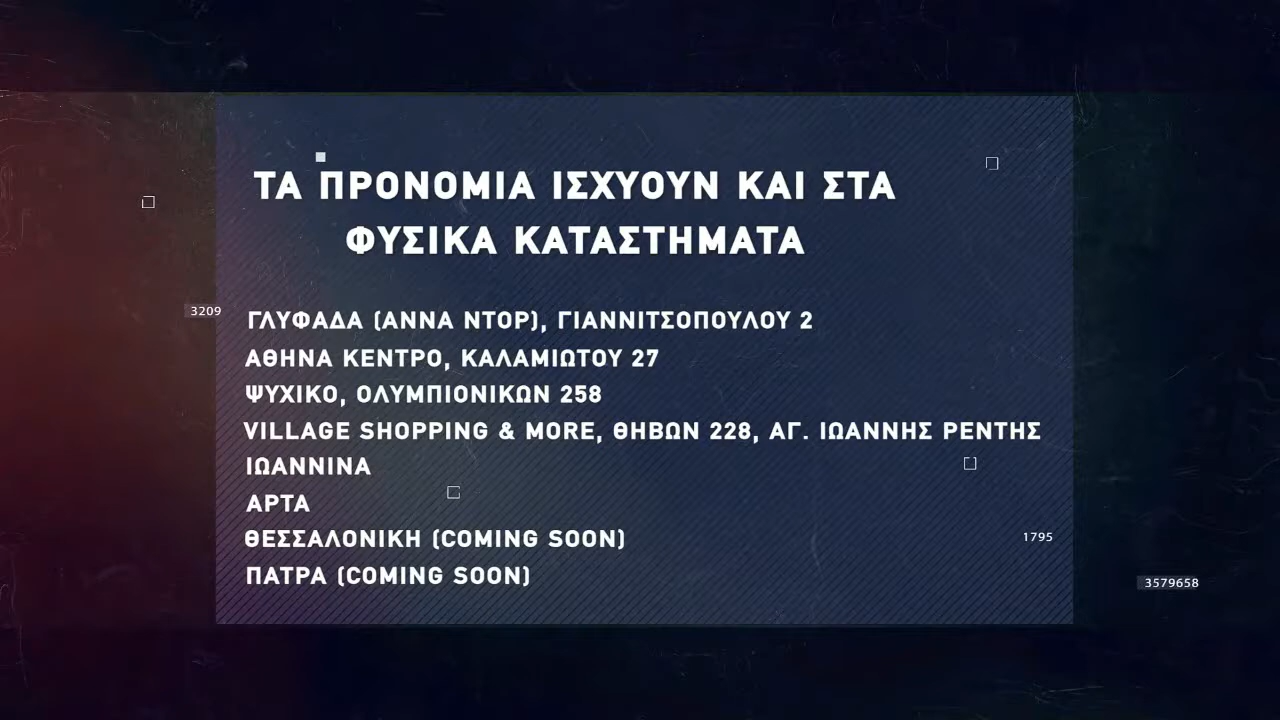 ΤΑ ΠΡΟΝΟΜΙΑ ΙΣΧΥΟΥΝ ΚΑΙ ΣΤΑ
ΦΥΣΙΚΑ ΚΑΤΑΣΤΗΜΑΤΑ
3209
ΓΛΥΦΑΔΑ (ΑΝΝΑ ΝΤΟΡ), ΓΙΑΝΝΙΤΣΟΠΟΥΛΟΥ 2
ΑΘΗΝΑ ΚΕΝΤΡΟ, ΚΑΛΑΜΙΩΤΟΥ 27
ΨΥΧΙΚΟ, ΟΛΥΜΠΙΟΝΙΚΩΝ 258
VILLAGE SHOPPING & MORE, ΘΗΒΩΝ 228, ΑΓ. ΙΩΑΝΝΗΣ ΡΕΝΤΗΣ
ΙΩΑΝΝΙΝΑ
ΑΡΤΑ
ΘΕΣΣΑΛΟΝΙΚΗ (COMING SOON)
1795
ΠΑΤΡΑ (COMING SOON)
3579658